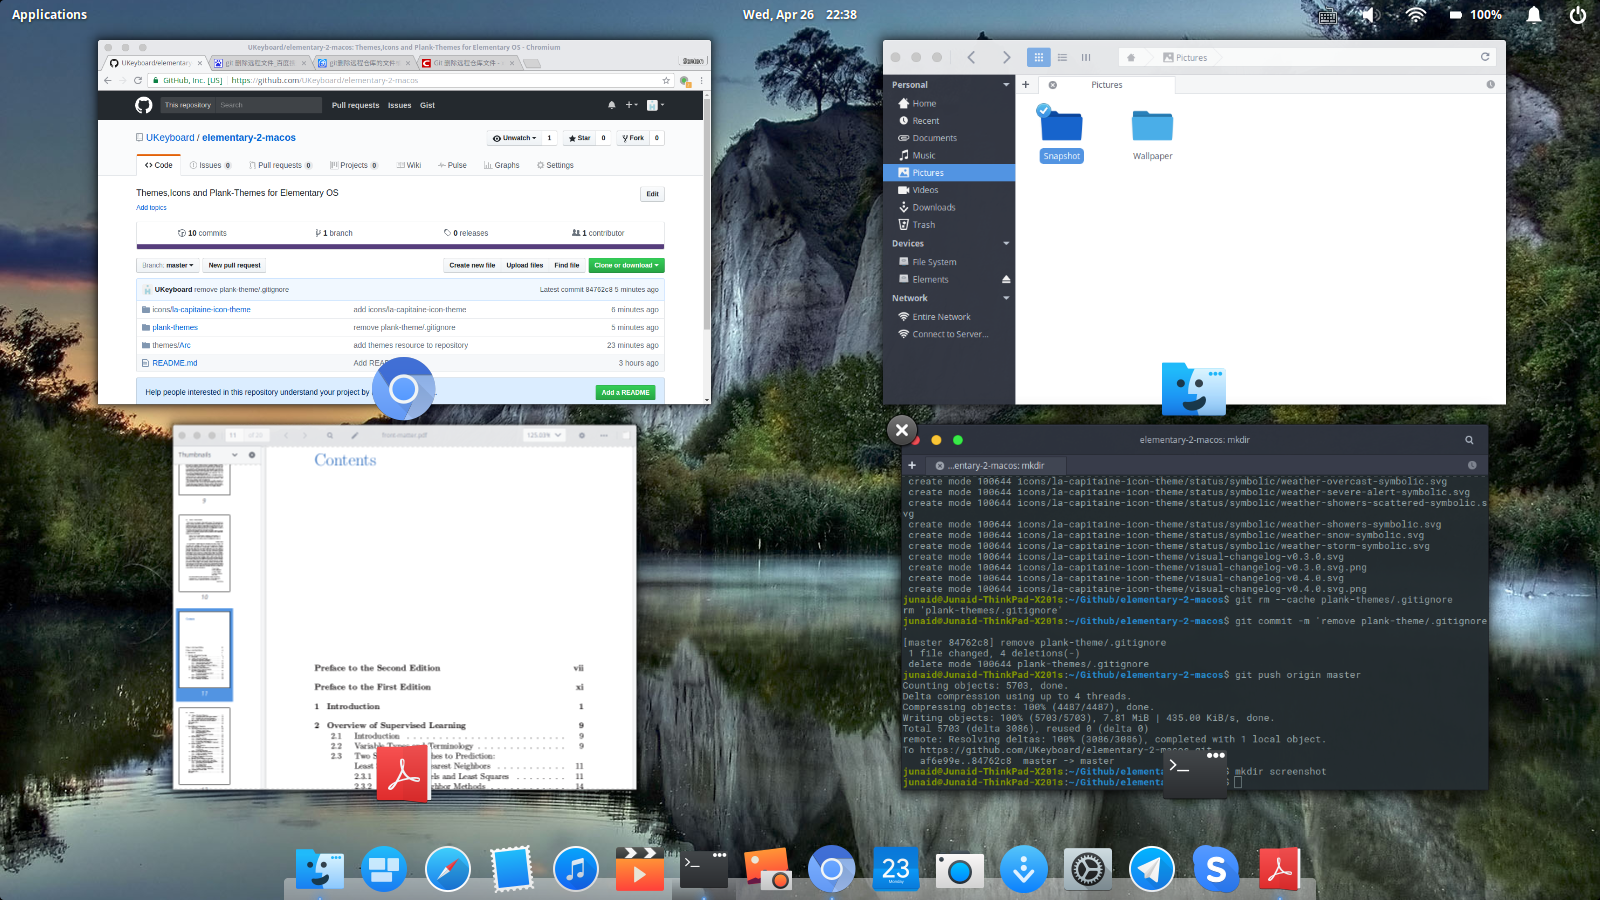 Applications
Wed, Apr 26 22:38
100%
UKeyboard/elementary-2-macos: Themes,Icons and Plank-Themes for Elementary OS - Chromium
UKeyboard/elementary
GitHub, Inc. [US] https://github.com/UKeyboard/elementary-2-macos
This repository Search Pull requests Issues Gist
UKeyboard / elementary-2-macos
Unwatch 1 Star 0 Fork 0
Code Issues 0 Pull requests 0 Projects 0 Wiki Pulse Graphs Settings
Themes,Icons and Plank-Themes for Elementary OS
Edit
Add topics
10 commits 1 branch 0 releases 1 contributor
Branch: master New pull request Create new file Upload files Find file Clone or download
UKeyboard remove plank-theme/.gitignore Latest commit 84762c8 5 minutes ago
icons/la-capitaine-icon-theme add icons/la-capitaine-icon-theme 6 minutes ago
plank-themes remove plank-theme/.gitignore 5 minutes ago
themes/Arc add themes resource to repository 23 minutes ago
README.md Add 3 hours ago
Help people interested in this repository understand your project by
Add a README
Pictures
Personal
Home
Recent
Documents
Music
Pictures
Videos
Downloads
Trash
Devices
File System
Elements
Network
Entire Network
Connect to Server...
Pictures
Snapshot
Wallpaper
11 of 20 front-matter.pdf 125.03%
Thumbnails
9
10
11
Contents
Preface to the Second Edition vii
Preface to the First Edition xi
1 Introduction 1
2 Overview of Supervised Learning 9
2.1 Introduction 9
2.2 Variable Types and Terminology 9
2.3 Two hes to Prediction:
Least earest Neighbors 11
2.3.1 els and Least Squares 11
2.3.2 hbor Methods 14
elementary-2-macos: mkdir
...entary-2-macos: mkdir
create mode 100644 icons/la-capitaine-icon-theme/status/symbolic/weather-overcast-symbolic.svg
create mode 100644 icons/la-capitaine-icon-theme/status/symbolic/weather-severe-alert-symbolic.svg
create mode 100644 icons/la-capitaine-icon-theme/status/symbolic/weather-showers-scattered-symbolic.s
vg
create mode 100644 icons/la-capitaine-icon-theme/status/symbolic/weather-showers-symbolic.svg
create mode 100644 icons/la-capitaine-icon-theme/status/symbolic/weather-snow-symbolic.svg
create mode 100644 icons/la-capitaine-icon-theme/status/symbolic/weather-storm-symbolic.svg
create mode 100644 icons/la-capitaine-icon-theme/visual-changelog-v0.3.0.svg
create mode 100644 icons/la-capitaine-icon-theme/visual-changelog-v0.3.0.svg.png
create mode 100644 icons/la-capitaine-icon-theme/visual-changelog-v0.4.0.svg
create mode 100644 icons/la-capitaine-icon-theme/visual-changelog-v0.4.0.svg.png
junaid@Junaid-ThinkPad-X201s:~/Github/elementary-2-macos$ git rm --cache plank-themes/.gitignore
rm 'plank-themes/.gitignore'
junaid@Junaid-ThinkPad-X201s:~/Github/elementary-2-macos$ git commit -m 'remove plank-theme/.gitignore
'
[master 84762c8] remove plank-theme/.gitignore
1 file changed, 4 deletions(-)
delete mode 100644 plank-themes/.gitignore
junaid@Junaid-ThinkPad-X201s:~/Github/elementary-2-macos$ git push origin master
Counting objects: 5703, done.
Delta compression using up to 4 threads.
Compressing objects: 100% (4487/4487), done.
Writing objects: 100% (5703/5703), 7.81 MiB | 435.00 KiB/s, done.
Total 5703 (delta 3086), reused 0 (delta 0)
remote: Resolving deltas: 100% (3086/3086), completed with 1 local object.
To https://github.com/UKeyboard/elementary-2-macos.git
af6e99e..84762c8 master -> master
junaid@Junaid-ThinkPad-X201s:~/Github/elementary-2-ma $ mkdir screenshot
junaid@Junaid-ThinkPad-X201s:~/Github/elementary-2-ma $
23
Monday